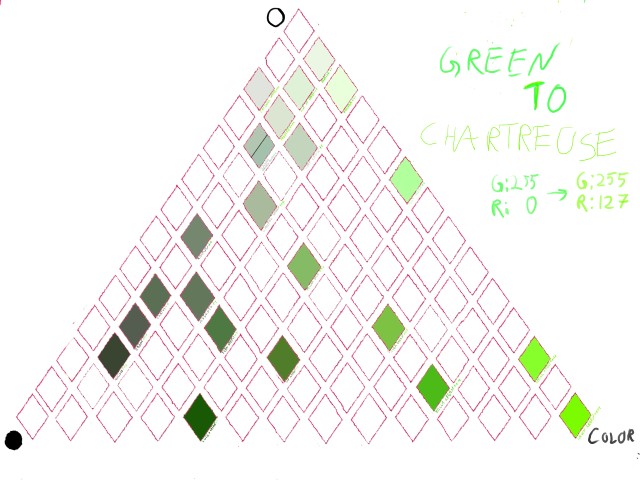 GREEN
TO
CHARTREUSE
G:255 → G:255
R: 0 R:127
COLOR